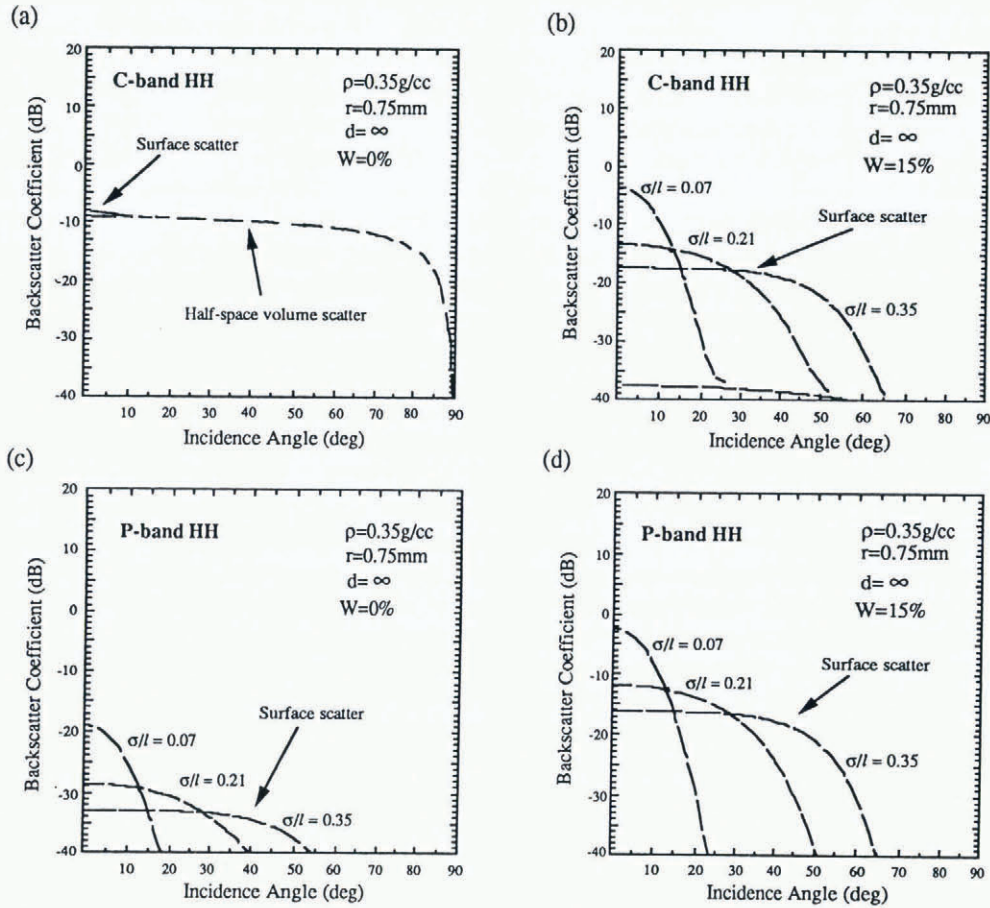 (a)
20
10
0
-10
-20
-30
-40
Backscatter Coefficient (dB)
C-band HH
ρ=0.35g/cc
r=0.75mm
d= ∞
W=0%
Surface scatter
Half-space volume scatter
10 20 30 40 50 60 70 80 90
Incidence Angle (deg)
(b)
20
10
0
-10
-20
-30
-40
Backscatter Coefficient (dB)
C-band HH
ρ=0.35g/cc
r=0.75mm
d= ∞
W=15%
σ/l = 0.07
Surface scatter
σ/l = 0.21
σ/l = 0.35
10 20 30 40 50 60 70 80 90
Incidence Angle (deg)
(c)
20
10
0
-10
-20
-30
-40
Backscatter Coefficient (dB)
P-band HH
ρ=0.35g/cc
r=0.75mm
d= ∞
W=0%
Surface scatter
σ/l = 0.07
σ/l = 0.21
σ/l = 0.35
10 20 30 40 50 60 70 80 90
Incidence Angle (deg)
(d)
20
10
0
-10
-20
-30
-40
Backscatter Coefficient (dB)
P-band HH
ρ=0.35g/cc
r=0.75mm
d= ∞
W=15%
σ/l = 0.07
Surface scatter
σ/l = 0.21
σ/l = 0.35
10 20 30 40 50 60 70 80 90
Incidence Angle (deg)